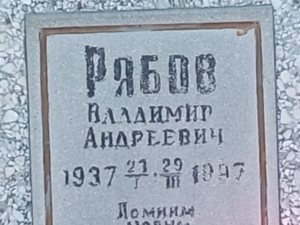 РЯБОВ
ВЛАДИМИР
АНДРЕЕВИЧ
1937 23/I · 29/III 1997
Помним